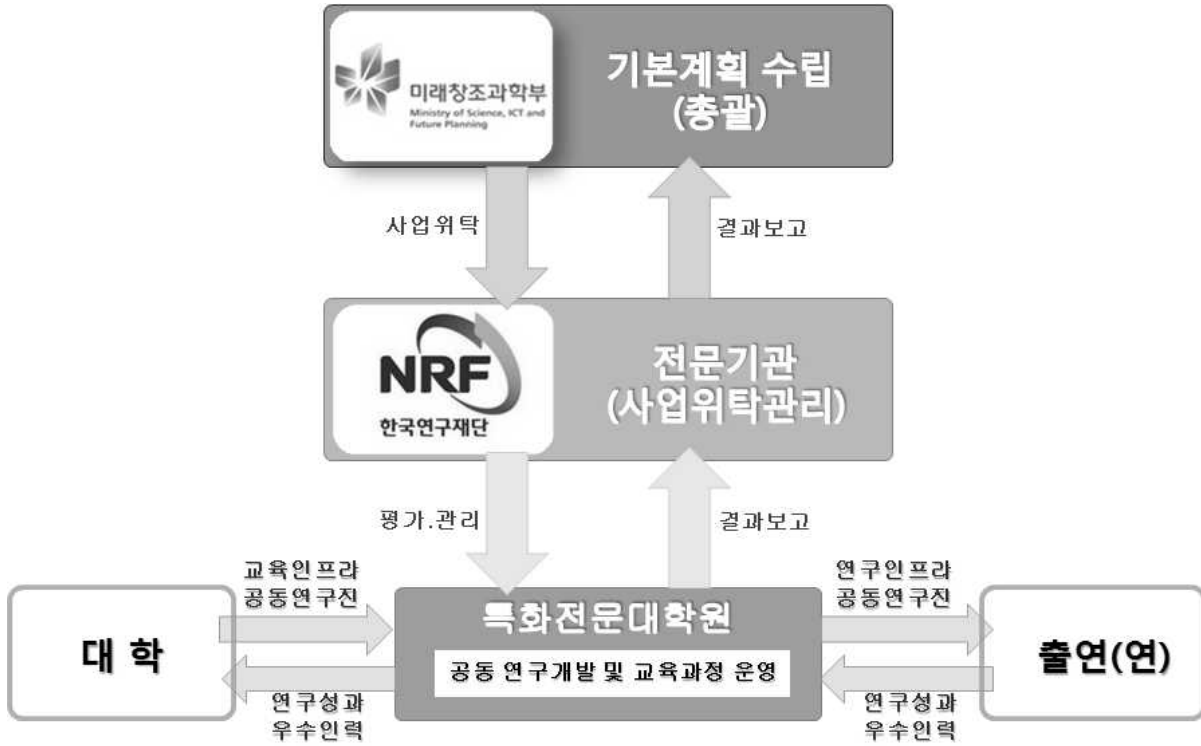 미래창조과학부
Ministry of Science, ICT and
Future Planning
기본계획 수립
(총괄)
사업위탁
결과보고
NRF
한국연구재단
전문기관
(사업위탁관리)
평가.관리
결과보고
교육인프라
공동연구진
연구인프라
공동연구진
대 학
특화전문대학원
공동 연구개발 및 교육과정 운영
출연(연)
연구성과
우수인력
연구성과
우수인력